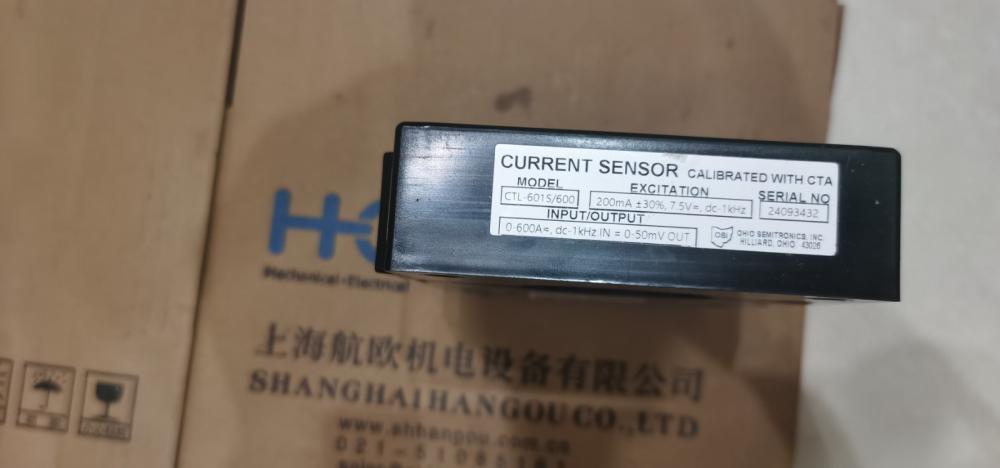 CURRENT SENSOR CALIBRATED WITH CTA
MODEL EXCITATION SERIAL NO
CTL-601S/600 200mA ±30%, 7.5V⎓, dc-1kHz 24093432
INPUT/OUTPUT
0-600A≂, dc-1kHz IN = 0-50mV OUT
OSI
OHIO SEMITRONICS, INC.
HILLIARD, OHIO 43026
Mechanical·Electrical
上海航欧机电设备有限公司
SHANGHAI HANGOU CO.,LTD
www.shhangou.com.cn